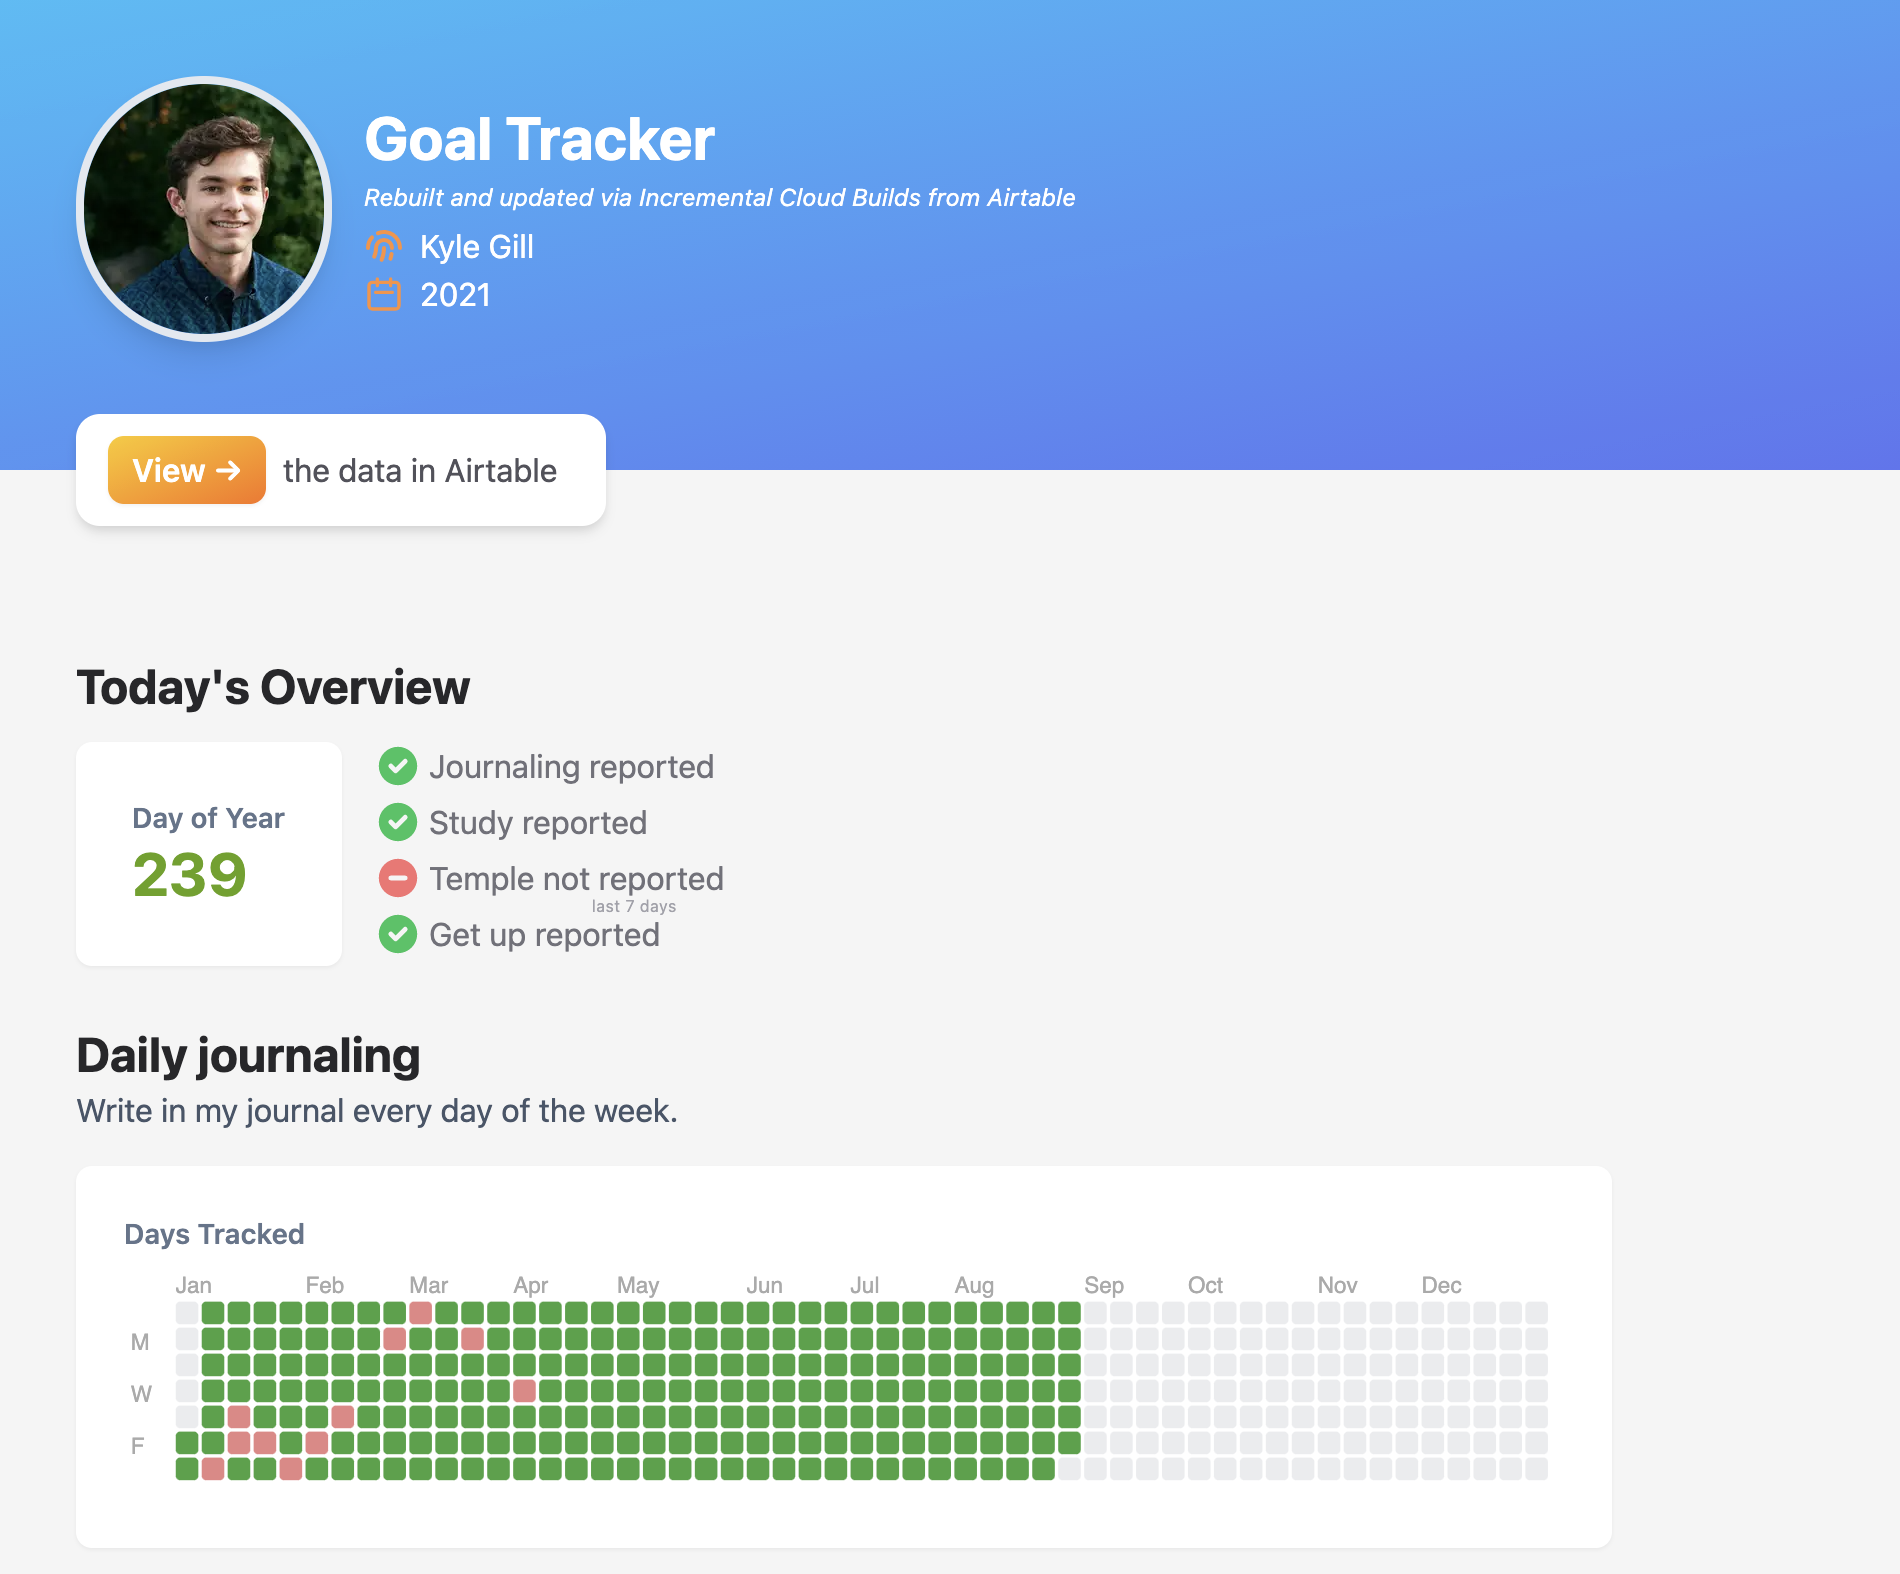 Goal Tracker
Rebuilt and updated via Incremental Cloud Builds from Airtable
Kyle Gill
2021
View → the data in Airtable
Today's Overview
Day of Year
239
Journaling reported
Study reported
Temple not reported
last 7 days
Get up reported
Daily journaling
Write in my journal every day of the week.
Days Tracked
Jan Feb Mar Apr May Jun Jul Aug Sep Oct Nov Dec
M
W
F